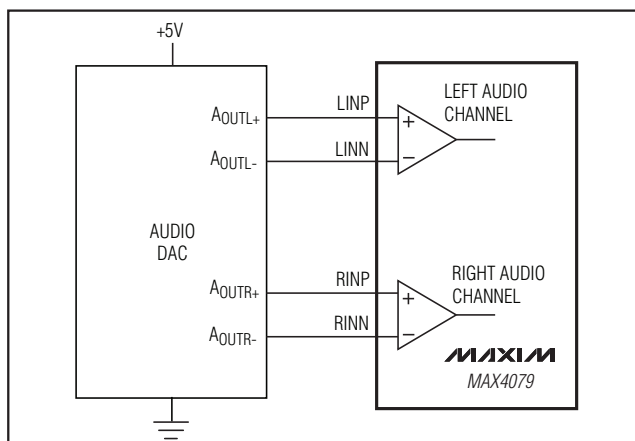 +5V
AUDIO
DAC
AOUTL+
AOUTL-
AOUTR+
AOUTR-
LINP
LINN
RINP
RINN
LEFT AUDIO
CHANNEL
+
−
RIGHT AUDIO
CHANNEL
+
−
MAXIM
MAX4079